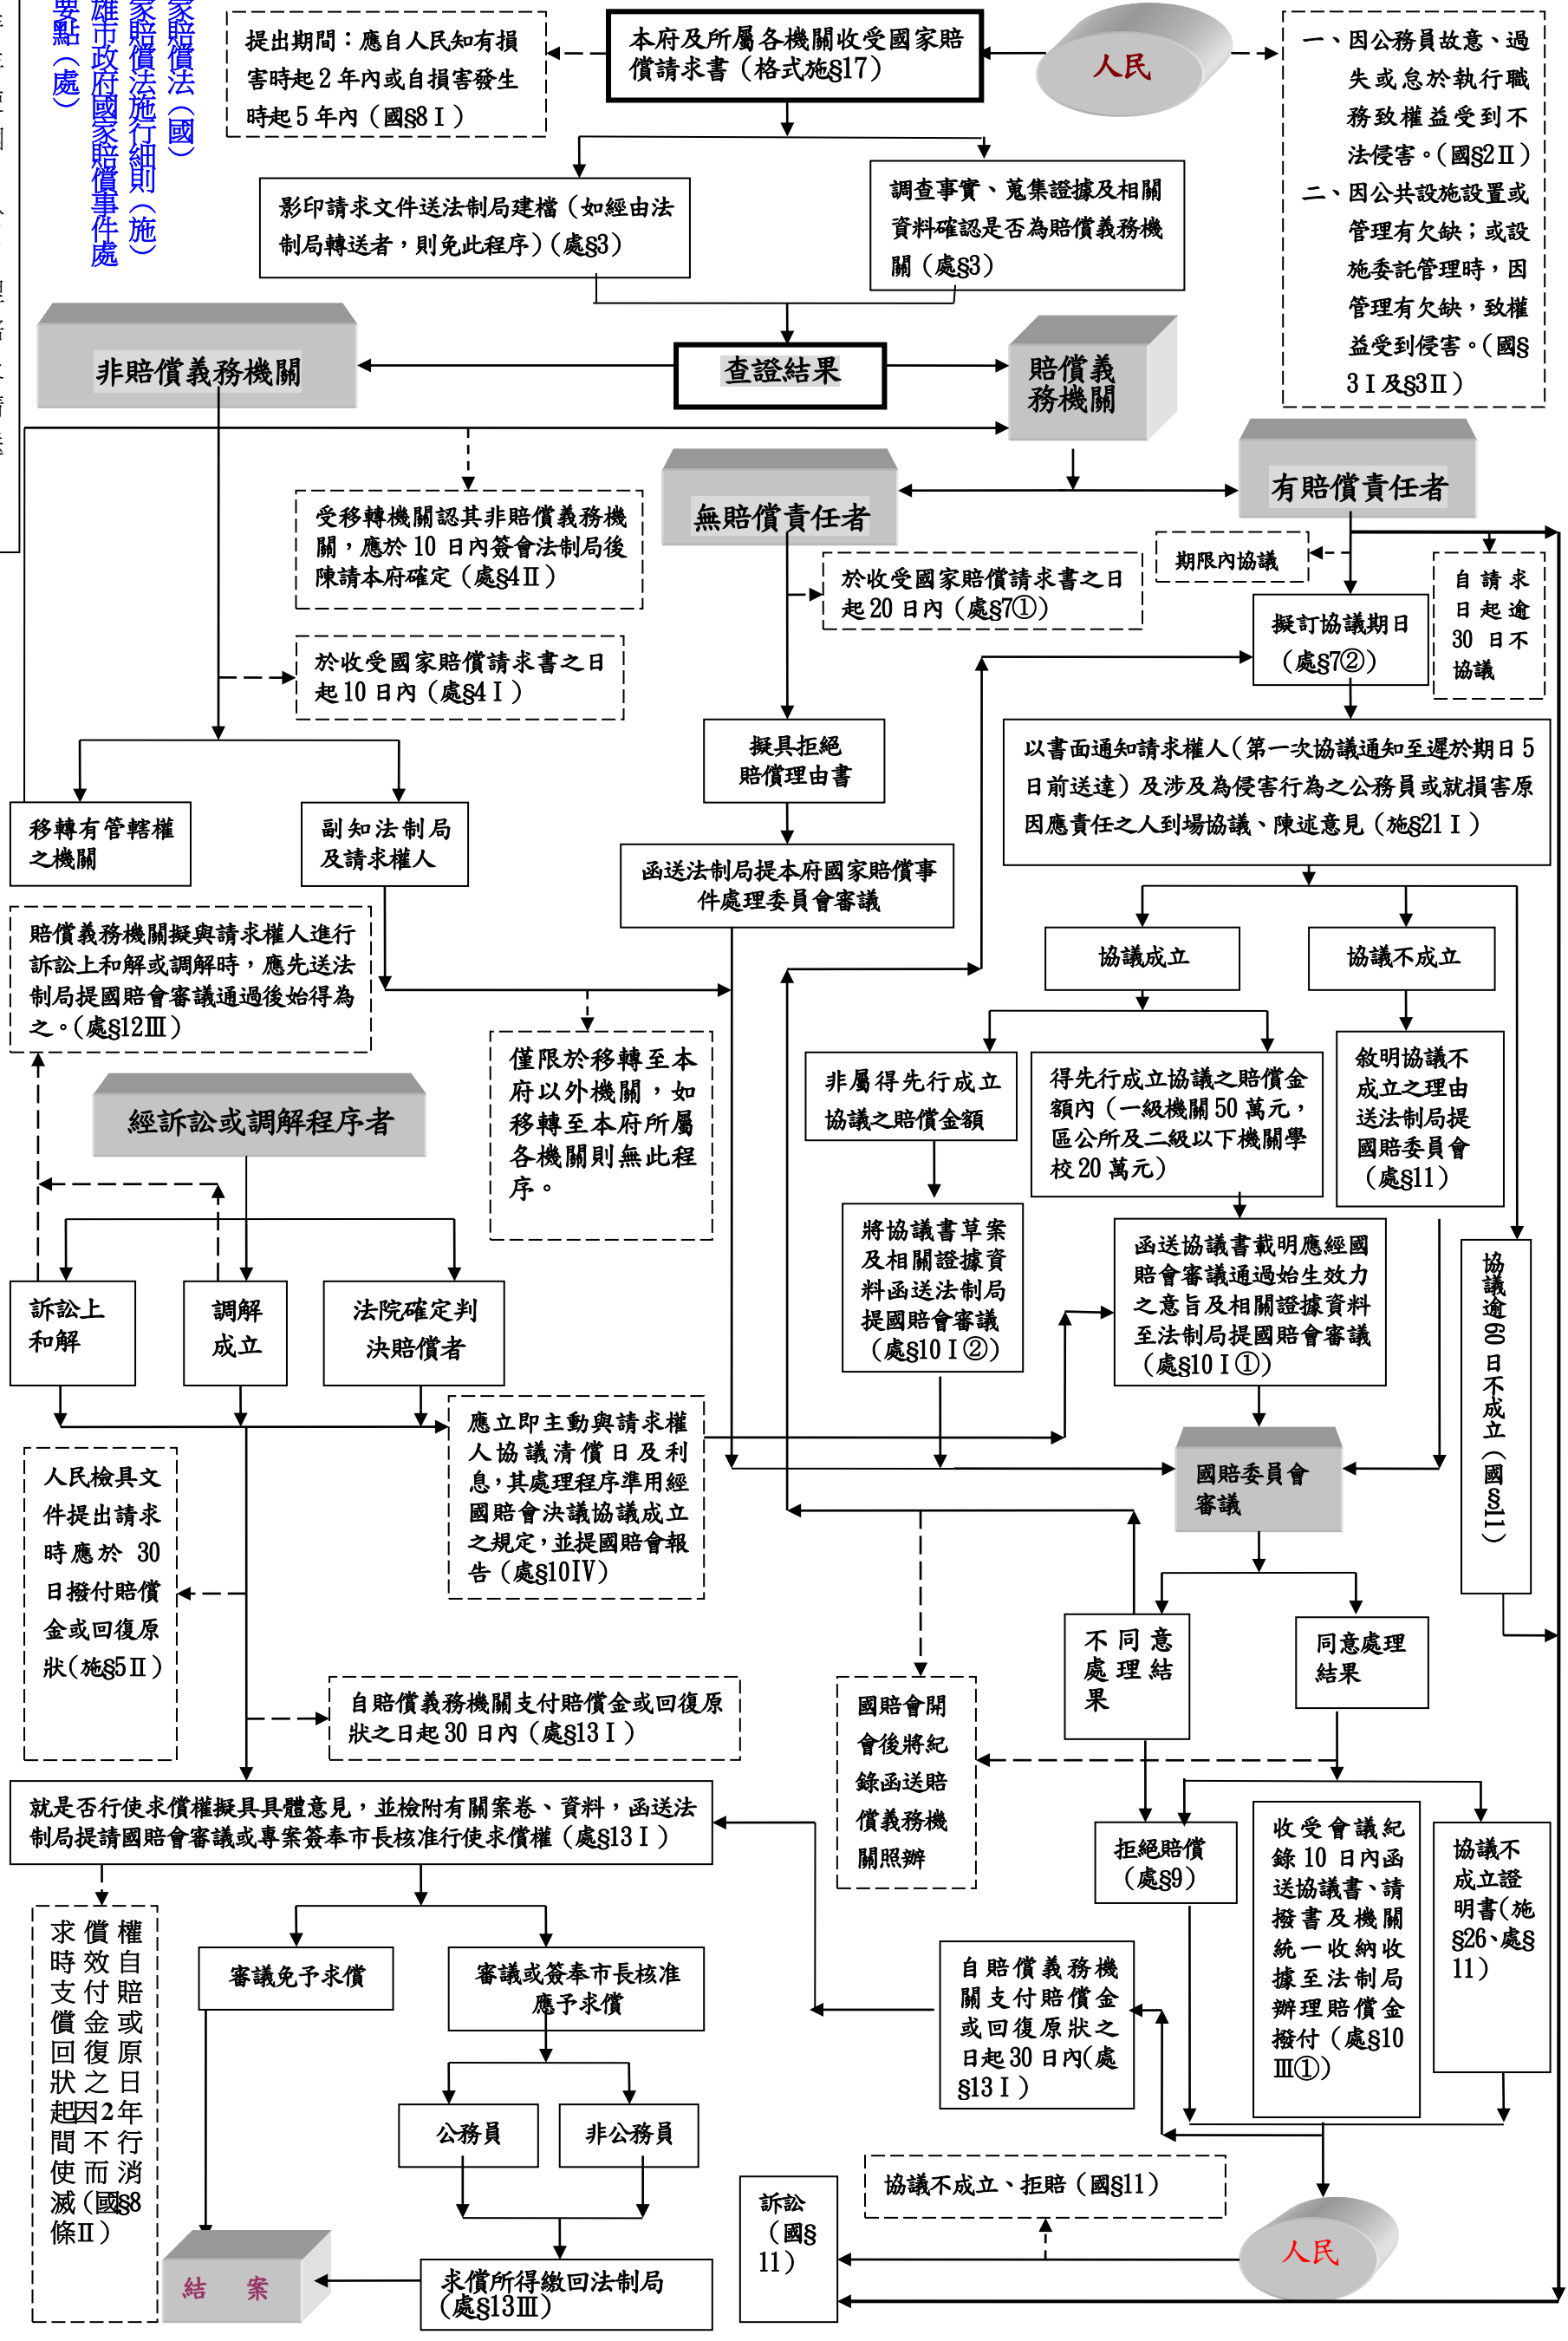 家賠償法（國）
家賠償法施行細則（施）
雄市政府國家賠償事件處
要點（處）
提出期間：應自人民知有損
害時起2年內或自損害發生
時起5年內（國§8Ⅰ）
本府及所屬各機關收受國家賠
償請求書（格式施§17）
人民
一、因公務員故意、過
失或怠於執行職
務致權益受到不
法侵害。（國§2Ⅱ）
二、因公共設施設置或
管理有欠缺；或設
施委託管理時，因
管理有欠缺，致權
益受到侵害。（國§
3Ⅰ及§3Ⅱ）
影印請求文件送法制局建檔（如經由法
制局轉送者，則免此程序）（處§3）
調查事實、蒐集證據及相關
資料確認是否為賠償義務機
關（處§3）
非賠償義務機關
查證結果
賠償義
務機關
無賠償責任者
有賠償責任者
受移轉機關認其非賠償義務機
關，應於10日內簽會法制局後
陳請本府確定（處§4Ⅱ）
於收受國家賠償請求書之日
起20日內（處§7①）
期限內協議
自請求
日起逾
30日不
協議
擬訂協議期日
（處§7②）
於收受國家賠償請求書之日
起10日內（處§4Ⅰ）
擬具拒絕
賠償理由書
以書面通知請求權人（第一次協議通知至遲於期日5
日前送達）及涉及為侵害行為之公務員或就損害原
因應責任之人到場協議、陳述意見（施§21Ⅰ）
移轉有管轄權
之機關
副知法制局
及請求權人
函送法制局提本府國家賠償事
件處理委員會審議
賠償義務機關擬與請求權人進行
訴訟上和解或調解時，應先送法
制局提國賠會審議通過後始得為
之。（處§12Ⅲ）
協議成立
協議不成立
僅限於移轉至本
府以外機關，如
移轉至本府所屬
各機關則無此程
序。
非屬得先行成立
協議之賠償金額
得先行成立協議之賠償金
額內（一級機關50萬元，
區公所及二級以下機關學
校20萬元）
敘明協議不
成立之理由
送法制局提
國賠委員會
（處§11）
經訴訟或調解程序者
將協議書草案
及相關證據資
料函送法制局
提國賠會審議
（處§10Ⅰ②）
函送協議書載明應經國
賠會審議通過始生效力
之意旨及相關證據資料
至法制局提國賠會審議
（處§10Ⅰ①）
協議逾60日不成立（國§11）
訴訟上
和解
調解
成立
法院確定判
決賠償者
應立即主動與請求權
人協議清償日及利
息，其處理程序準用經
國賠會決議協議成立
之規定，並提國賠會報
告（處§10Ⅳ）
國賠委員會
審議
人民檢具文
件提出請求
時應於30
日撥付賠償
金或回復原
狀（施§5Ⅱ）
不同意
處理結
果
同意處理
結果
自賠償義務機關支付賠償金或回復原
狀之日起30日內（處§13Ⅰ）
國賠會開
會後將紀
錄函送賠
償義務機
關照辦
就是否行使求償權擬具具體意見，並檢附有關案卷、資料，函送法
制局提請國賠會審議或專案簽奉市長核准行使求償權（處§13Ⅰ）
拒絕賠償
（處§9）
收受會議紀
錄10日內函
送協議書、請
撥書及機關
統一收納收
據至法制局
辦理賠償金
撥付（處§10
Ⅲ①）
協議不
成立證
明書（施
§26、處§
11）
求償權
時效自
支付賠
償金或
回復原
狀之日
起因2年
間不行
使而消
滅（國§8
條Ⅱ）
審議免予求償
審議或簽奉市長核准
應予求償
自賠償義務機
關支付賠償金
或回復原狀之
日起30日內（處
§13Ⅰ）
公務員
非公務員
協議不成立、拒賠（國§11）
訴訟
（國§
11）
人民
結　案
求償所得繳回法制局
（處§13Ⅲ）